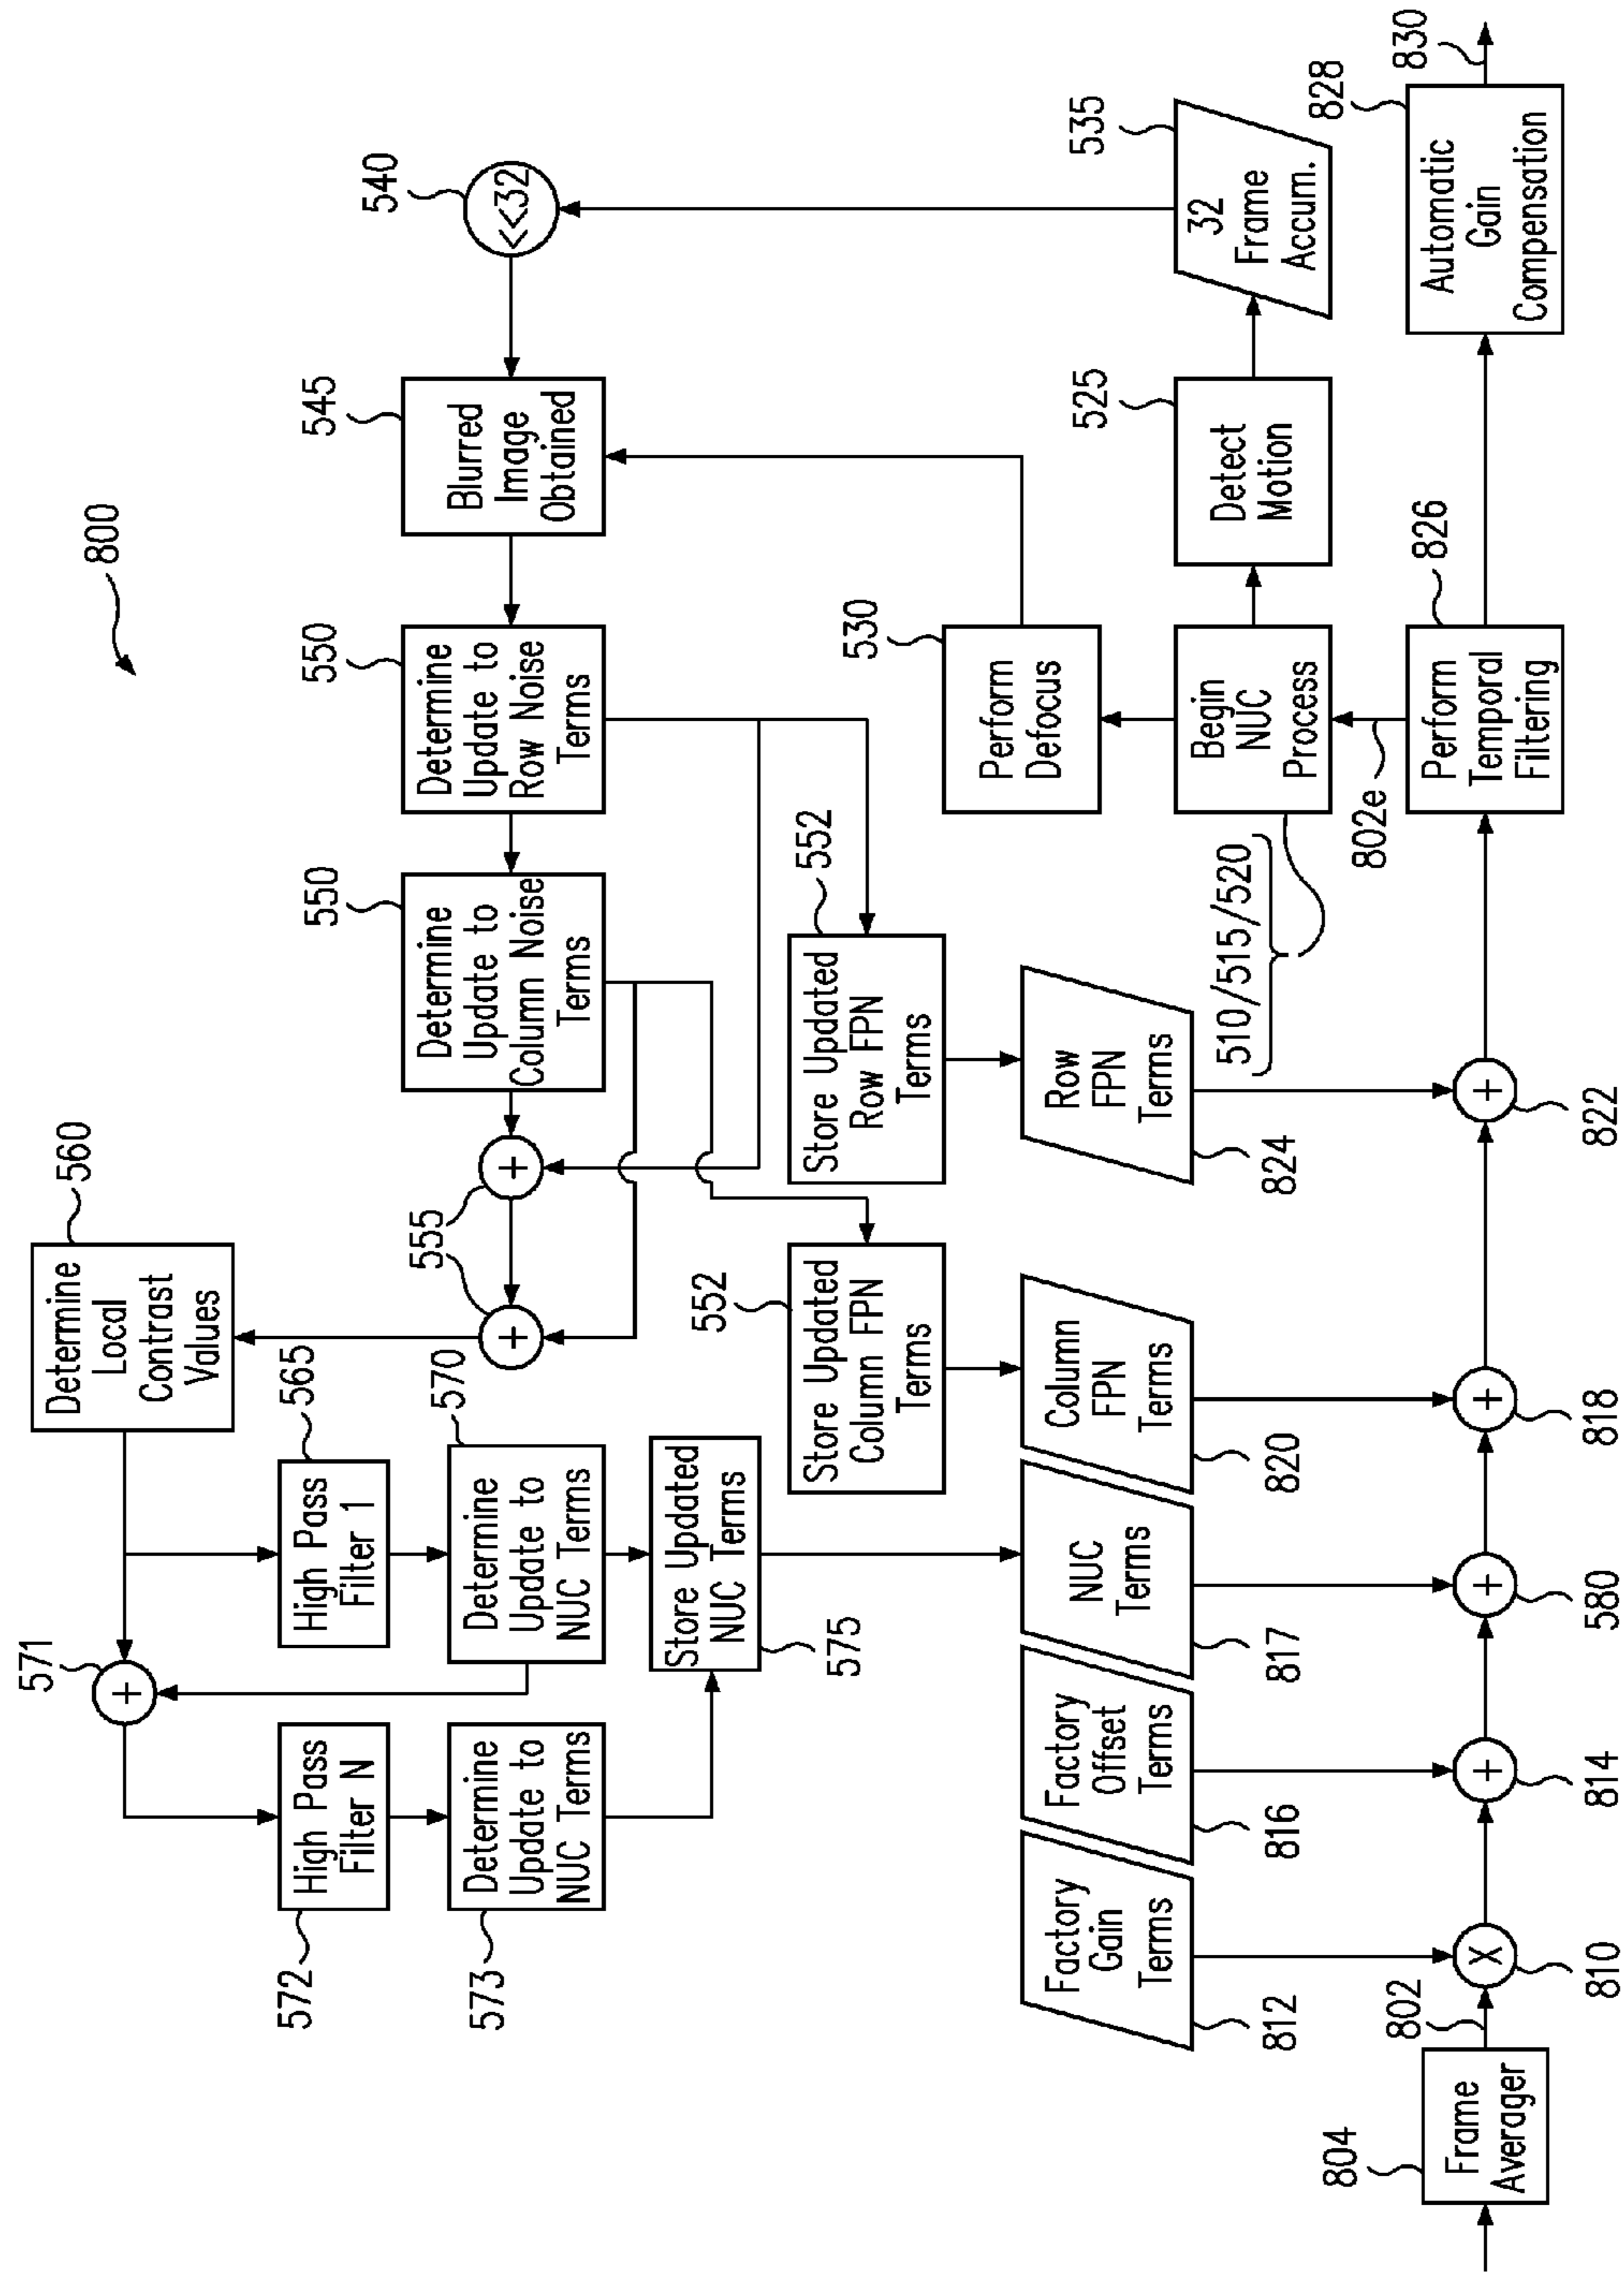 800
560
Determine
Local
Contrast
Values
571
565
High Pass
Filter 1
570
Determine
Update to
NUC Terms
572
High Pass
Filter N
573
Determine
Update to
NUC Terms
Store Updated
NUC Terms
575
555
550
Determine
Update to
Column Noise
Terms
550
Determine
Update to
Row Noise
Terms
545
Blurred
Image
Obtained
540
<<32
552
Store Updated
Column FPN
Terms
552
Store Updated
Row FPN
Terms
530
Perform
Defocus
510/515/520
Begin
NUC
Process
525
Detect
Motion
535
32
Frame
Accum.
Factory
Gain
Terms
812
Factory
Offset
Terms
816
NUC
Terms
817
Column
FPN
Terms
820
Row
FPN
Terms
824
802e
804
Frame
Averager
802
X
810
+
814
+
580
+
818
+
822
826
Perform
Temporal
Filtering
828
Automatic
Gain
Compensation
830
+
+
+